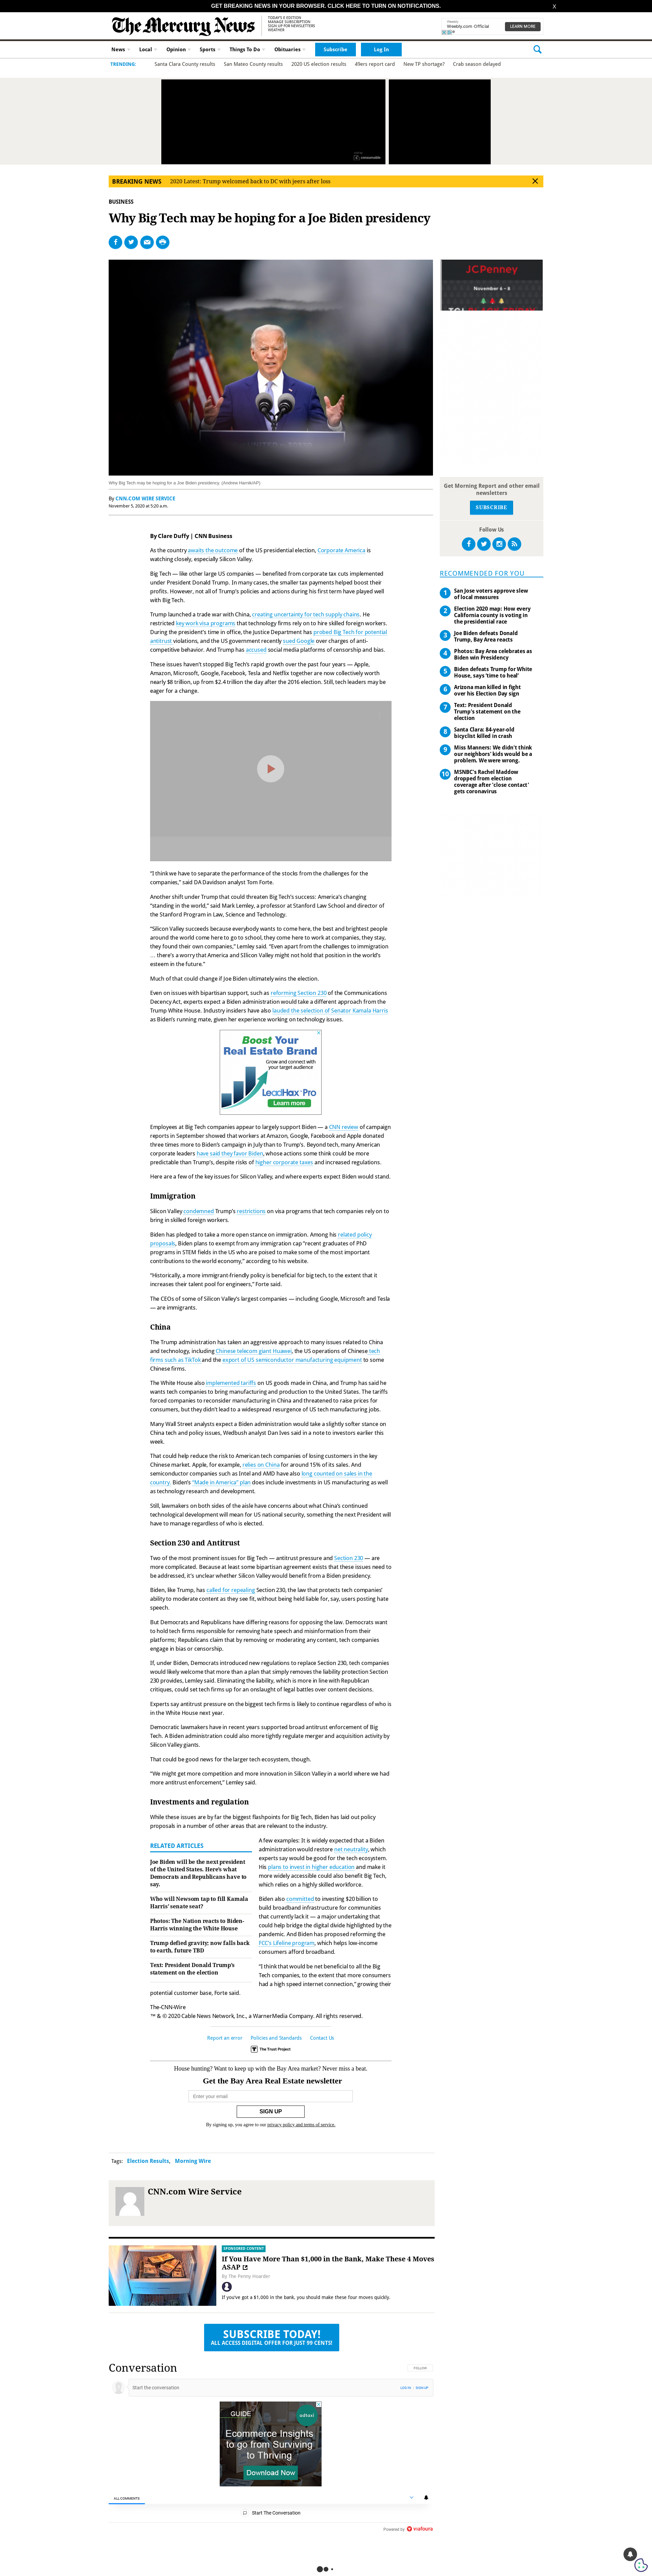 GET BREAKING NEWS IN YOUR BROWSER. CLICK HERE TO TURN ON NOTIFICATIONS.
X
The Mercury News
TODAY'S E-EDITION
MANAGE SUBSCRIPTION
SIGN UP FOR NEWSLETTERS
WEATHER
Weebly.com Official
LEARN MORE
News
Local
Opinion
Sports
Things To Do
Obituaries
Subscribe
Log In
TRENDING:
Santa Clara County results
San Mateo County results
2020 US election results
49ers report card
New TP shortage?
Crab season delayed
BREAKING NEWS
2020 Latest: Trump welcomed back to DC with jeers after loss
BUSINESS
Why Big Tech may be hoping for a Joe Biden presidency
Why Big Tech may be hoping for a Joe Biden presidency. (Andrew Harnik/AP)
By CNN.COM WIRE SERVICE
November 5, 2020 at 5:20 a.m.
By Clare Duffy | CNN Business
As the country awaits the outcome of the US presidential election, Corporate America is
watching closely, especially Silicon Valley.
Big Tech — like other large US companies — benefited from corporate tax cuts implemented
under President Donald Trump. In many cases, the smaller tax payments helped boost their
profits. However, not all of Trump's policies and actions during his first term have played well
with Big Tech.
Trump launched a trade war with China, creating uncertainty for tech supply chains. He
restricted key work visa programs that technology firms rely on to hire skilled foreign workers.
During the president's time in office, the Justice Department has probed Big Tech for potential
antitrust violations, and the US government recently sued Google over charges of anti-
competitive behavior. And Trump has accused social media platforms of censorship and bias.
These issues haven't stopped Big Tech's rapid growth over the past four years — Apple,
Amazon, Microsoft, Google, Facebook, Tesla and Netflix together are now collectively worth
nearly $8 trillion, up from $2.4 trillion the day after the 2016 election. Still, tech leaders may be
eager for a change.
"I think we have to separate the performance of the stocks from the challenges for the
companies," said DA Davidson analyst Tom Forte.
Another shift under Trump that could threaten Big Tech's success: America's changing
"standing in the world," said Mark Lemley, a professor at Stanford Law School and director of
the Stanford Program in Law, Science and Technology.
"Silicon Valley succeeds because everybody wants to come here, the best and brightest people
around the world come here to go to school, they come here to work at companies, they stay,
they found their own companies," Lemley said. "Even apart from the challenges to immigration
… there's a worry that America and SIlicon Valley might not hold that position in the world's
esteem in the future."
Much of that could change if Joe Biden ultimately wins the election.
Even on issues with bipartisan support, such as reforming Section 230 of the Communications
Decency Act, experts expect a Biden administration would take a different approach from the
Trump White House. Industry insiders have also lauded the selection of Senator Kamala Harris
as Biden's running mate, given her experience working on technology issues.
Boost Your
Real Estate Brand
Grow and connect with
your target audience
LeadHax Pro
Learn more
Employees at Big Tech companies appear to largely support Biden — a CNN review of campaign
reports in September showed that workers at Amazon, Google, Facebook and Apple donated
three times more to Biden's campaign in July than to Trump's. Beyond tech, many American
corporate leaders have said they favor Biden, whose actions some think could be more
predictable than Trump's, despite risks of higher corporate taxes and increased regulations.
Here are a few of the key issues for Silicon Valley, and where experts expect Biden would stand.
Immigration
Silicon Valley condemned Trump's restrictions on visa programs that tech companies rely on to
bring in skilled foreign workers.
Biden has pledged to take a more open stance on immigration. Among his related policy
proposals, Biden plans to exempt from any immigration cap "recent graduates of PhD
programs in STEM fields in the US who are poised to make some of the most important
contributions to the world economy," according to his website.
"Historically, a more immigrant-friendly policy is beneficial for big tech, to the extent that it
increases their talent pool for engineers," Forte said.
The CEOs of some of Silicon Valley's largest companies — including Google, Microsoft and Tesla
— are immigrants.
China
The Trump administration has taken an aggressive approach to many issues related to China
and technology, including Chinese telecom giant Huawei, the US operations of Chinese tech
firms such as TikTok and the export of US semiconductor manufacturing equipment to some
Chinese firms.
The White House also implemented tariffs on US goods made in China, and Trump has said he
wants tech companies to bring manufacturing and production to the United States. The tariffs
forced companies to reconsider manufacturing in China and threatened to raise prices for
consumers, but they didn't lead to a widespread resurgence of US tech manufacturing jobs.
Many Wall Street analysts expect a Biden administration would take a slightly softer stance on
China tech and policy issues, Wedbush analyst Dan Ives said in a note to investors earlier this
week.
That could help reduce the risk to American tech companies of losing customers in the key
Chinese market. Apple, for example, relies on China for around 15% of its sales. And
semiconductor companies such as Intel and AMD have also long counted on sales in the
country. Biden's "Made in America" plan does include investments in US manufacturing as well
as technology research and development.
Still, lawmakers on both sides of the aisle have concerns about what China's continued
technological development will mean for US national security, something the next President will
have to manage regardless of who is elected.
Section 230 and Antitrust
Two of the most prominent issues for Big Tech — antitrust pressure and Section 230 — are
more complicated. Because at least some bipartisan agreement exists that these issues need to
be addressed, it's unclear whether Silicon Valley would benefit from a Biden presidency.
Biden, like Trump, has called for repealing Section 230, the law that protects tech companies'
ability to moderate content as they see fit, without being held liable for, say, users posting hate
speech.
But Democrats and Republicans have differing reasons for opposing the law. Democrats want
to hold tech firms responsible for removing hate speech and misinformation from their
platforms; Republicans claim that by removing or moderating any content, tech companies
engage in bias or censorship.
If, under Biden, Democrats introduced new regulations to replace Section 230, tech companies
would likely welcome that more than a plan that simply removes the liability protection Section
230 provides, Lemley said. Eliminating the liability, which is more in line with Republican
critiques, could set tech firms up for an onslaught of legal battles over content decisions.
Experts say antitrust pressure on the biggest tech firms is likely to continue regardless of who is
in the White House next year.
Democratic lawmakers have in recent years supported broad antitrust enforcement of Big
Tech. A Biden administration could also more tightly regulate merger and acquisition activity by
Silicon Valley giants.
That could be good news for the larger tech ecosystem, though.
"We might get more competition and more innovation in Silicon Valley in a world where we had
more antitrust enforcement," Lemley said.
Investments and regulation
While these issues are by far the biggest flashpoints for Big Tech, Biden has laid out policy
proposals in a number of other areas that are relevant to the industry.
RELATED ARTICLES
Joe Biden will be the next president
of the United States. Here's what
Democrats and Republicans have to
say.
Who will Newsom tap to fill Kamala
Harris' senate seat?
Photos: The Nation reacts to Biden-
Harris winning the White House
Trump defied gravity; now falls back
to earth, future TBD
Text: President Donald Trump's
statement on the election
A few examples: It is widely expected that a Biden
administration would restore net neutrality, which
experts say would be good for the tech ecosystem.
His plans to invest in higher education and make it
more widely accessible could also benefit Big Tech,
which relies on a highly skilled workforce.
Biden also committed to investing $20 billion to
build broadband infrastructure for communities
that currently lack it — a major undertaking that
could help bridge the digital divide highlighted by the
pandemic. And Biden has proposed reforming the
FCC's Lifeline program, which helps low-income
consumers afford broadband.
"I think that would be net beneficial to all the Big
Tech companies, to the extent that more consumers
had a high speed internet connection," growing their
potential customer base, Forte said.
The-CNN-Wire
™ & © 2020 Cable News Network, Inc., a WarnerMedia Company. All rights reserved.
Report an error
Policies and Standards
Contact Us
The Trust Project
House hunting? Want to keep up with the Bay Area market? Never miss a beat.
Get the Bay Area Real Estate newsletter
Enter your email
SIGN UP
By signing up, you agree to our privacy policy and terms of service.
Tags: Election Results, Morning Wire
CNN.com Wire Service
SPONSORED CONTENT
If You Have More Than $1,000 in the Bank, Make These 4 Moves
ASAP
By The Penny Hoarder
If you've got a $1,000 in the bank, you should make these four moves quickly.
SUBSCRIBE TODAY!
ALL ACCESS DIGITAL OFFER FOR JUST 99 CENTS!
Conversation
FOLLOW
Start the conversation
LOG IN | SIGN UP
GUIDE
adtaxi
Ecommerce Insights
to go from Surviving
to Thriving
Download Now
ALL COMMENTS
Start The Conversation
Powered by viafoura
JCPenney
November 6 – 8
Get Morning Report and other email
newsletters
SUBSCRIBE
Follow Us
RECOMMENDED FOR YOU
1 San Jose voters approve slew
of local measures
2 Election 2020 map: How every
California county is voting in
the presidential race
3 Joe Biden defeats Donald
Trump, Bay Area reacts
4 Photos: Bay Area celebrates as
Biden win Presidency
5 Biden defeats Trump for White
House, says 'time to heal'
6 Arizona man killed in fight
over his Election Day sign
7 Text: President Donald
Trump's statement on the
election
8 Santa Clara: 84-year-old
bicyclist killed in crash
9 Miss Manners: We didn't think
our neighbors' kids would be a
problem. We were wrong.
10 MSNBC's Rachel Maddow
dropped from election
coverage after 'close contact'
gets coronavirus